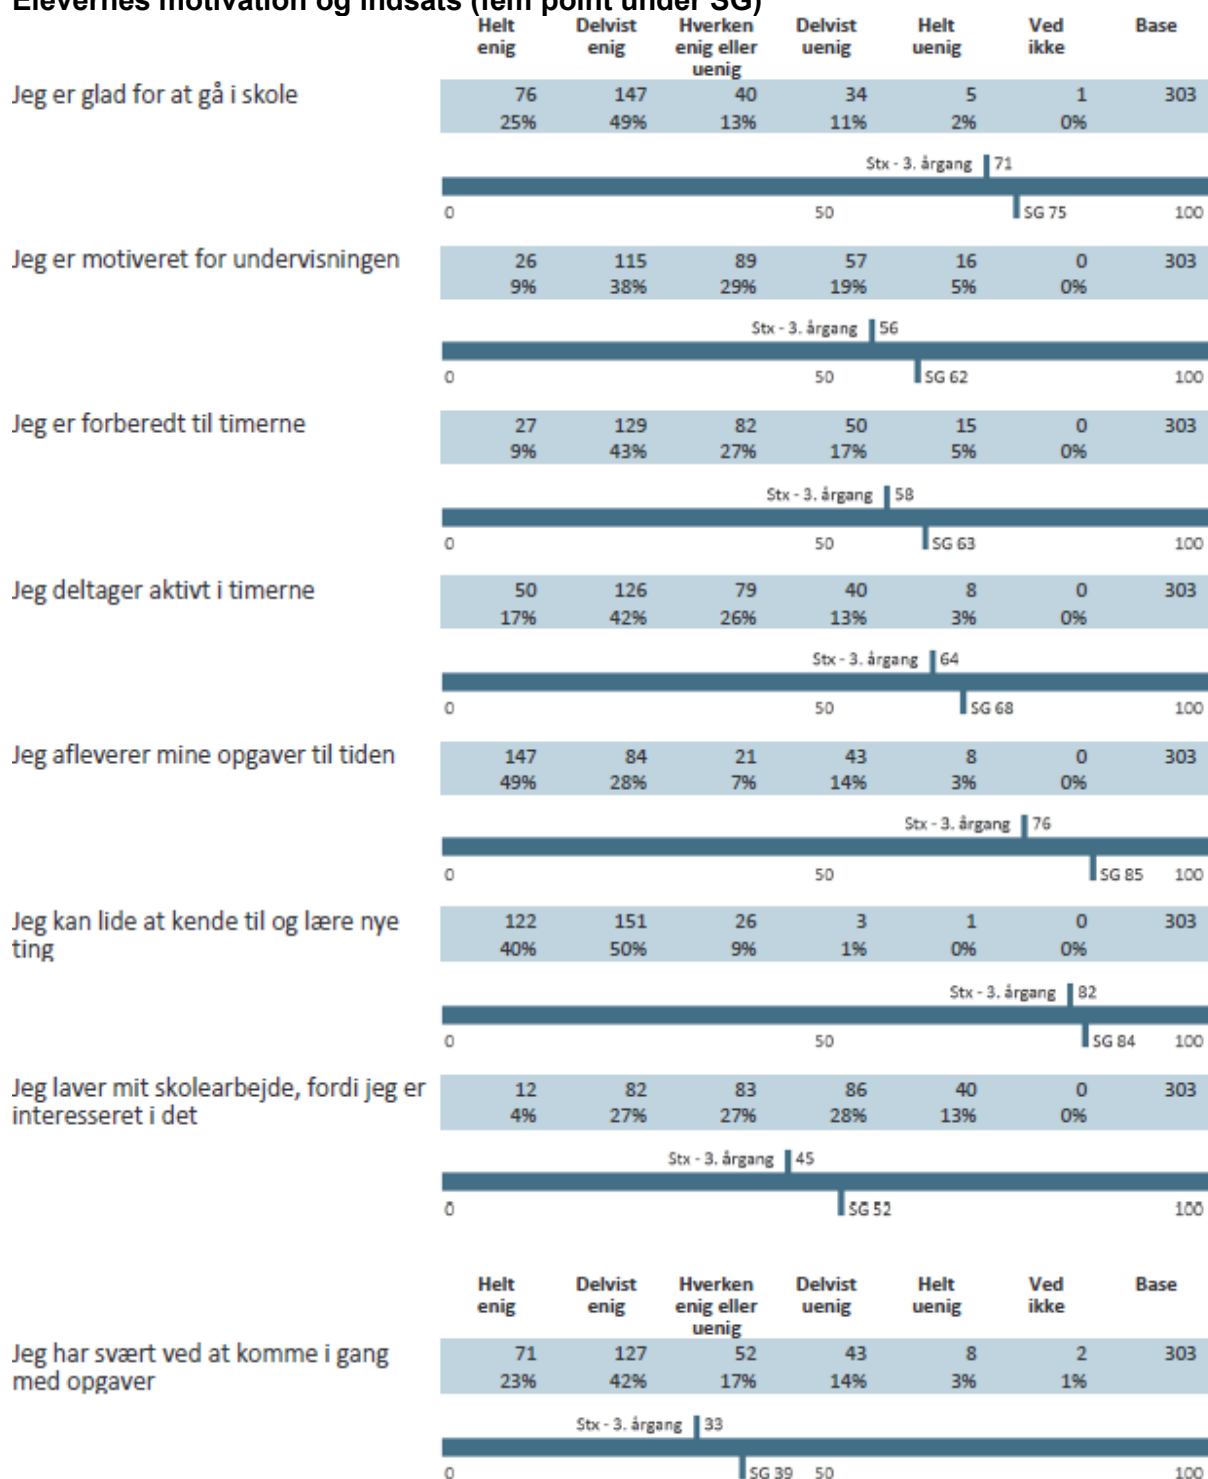 Elevernes motivation og indsats (fem point under SG)
Helt Delvist Hverken Delvist Helt Ved Base
enig enig enig eller uenig uenig ikke
uenig
Jeg er glad for at gå i skole 76 147 40 34 5 1 303
25% 49% 13% 11% 2% 0%
Stx - 3. årgang 71
0 50 SG 75 100
Jeg er motiveret for undervisningen 26 115 89 57 16 0 303
9% 38% 29% 19% 5% 0%
Stx - 3. årgang 56
0 50 SG 62 100
Jeg er forberedt til timerne 27 129 82 50 15 0 303
9% 43% 27% 17% 5% 0%
Stx - 3. årgang 58
0 50 SG 63 100
Jeg deltager aktivt i timerne 50 126 79 40 8 0 303
17% 42% 26% 13% 3% 0%
Stx - 3. årgang 64
0 50 SG 68 100
Jeg afleverer mine opgaver til tiden 147 84 21 43 8 0 303
49% 28% 7% 14% 3% 0%
Stx - 3. årgang 76
0 50 SG 85 100
Jeg kan lide at kende til og lære nye 122 151 26 3 1 0 303
ting 40% 50% 9% 1% 0% 0%
Stx - 3. årgang 82
0 50 SG 84 100
Jeg laver mit skolearbejde, fordi jeg er 12 82 83 86 40 0 303
interesseret i det 4% 27% 27% 28% 13% 0%
Stx - 3. årgang 45
0 SG 52 100
Helt Delvist Hverken Delvist Helt Ved Base
enig enig enig eller uenig uenig ikke
uenig
Jeg har svært ved at komme i gang 71 127 52 43 8 2 303
med opgaver 23% 42% 17% 14% 3% 1%
Stx - 3. årgang 33
0 SG 39 50 100